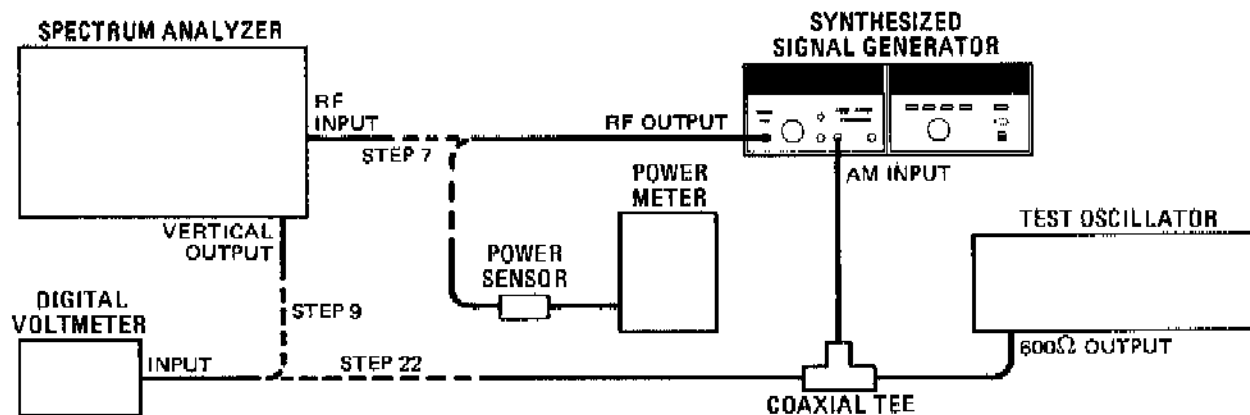 SPECTRUM ANALYZER
SYNTHESIZED
SIGNAL GENERATOR
RF
INPUT
STEP 7
RF OUTPUT
AM INPUT
POWER
METER
TEST OSCILLATOR
VERTICAL
OUTPUT
POWER
SENSOR
DIGITAL
VOLTMETER
STEP 9
INPUT
STEP 22
600Ω OUTPUT
COAXIAL TEE